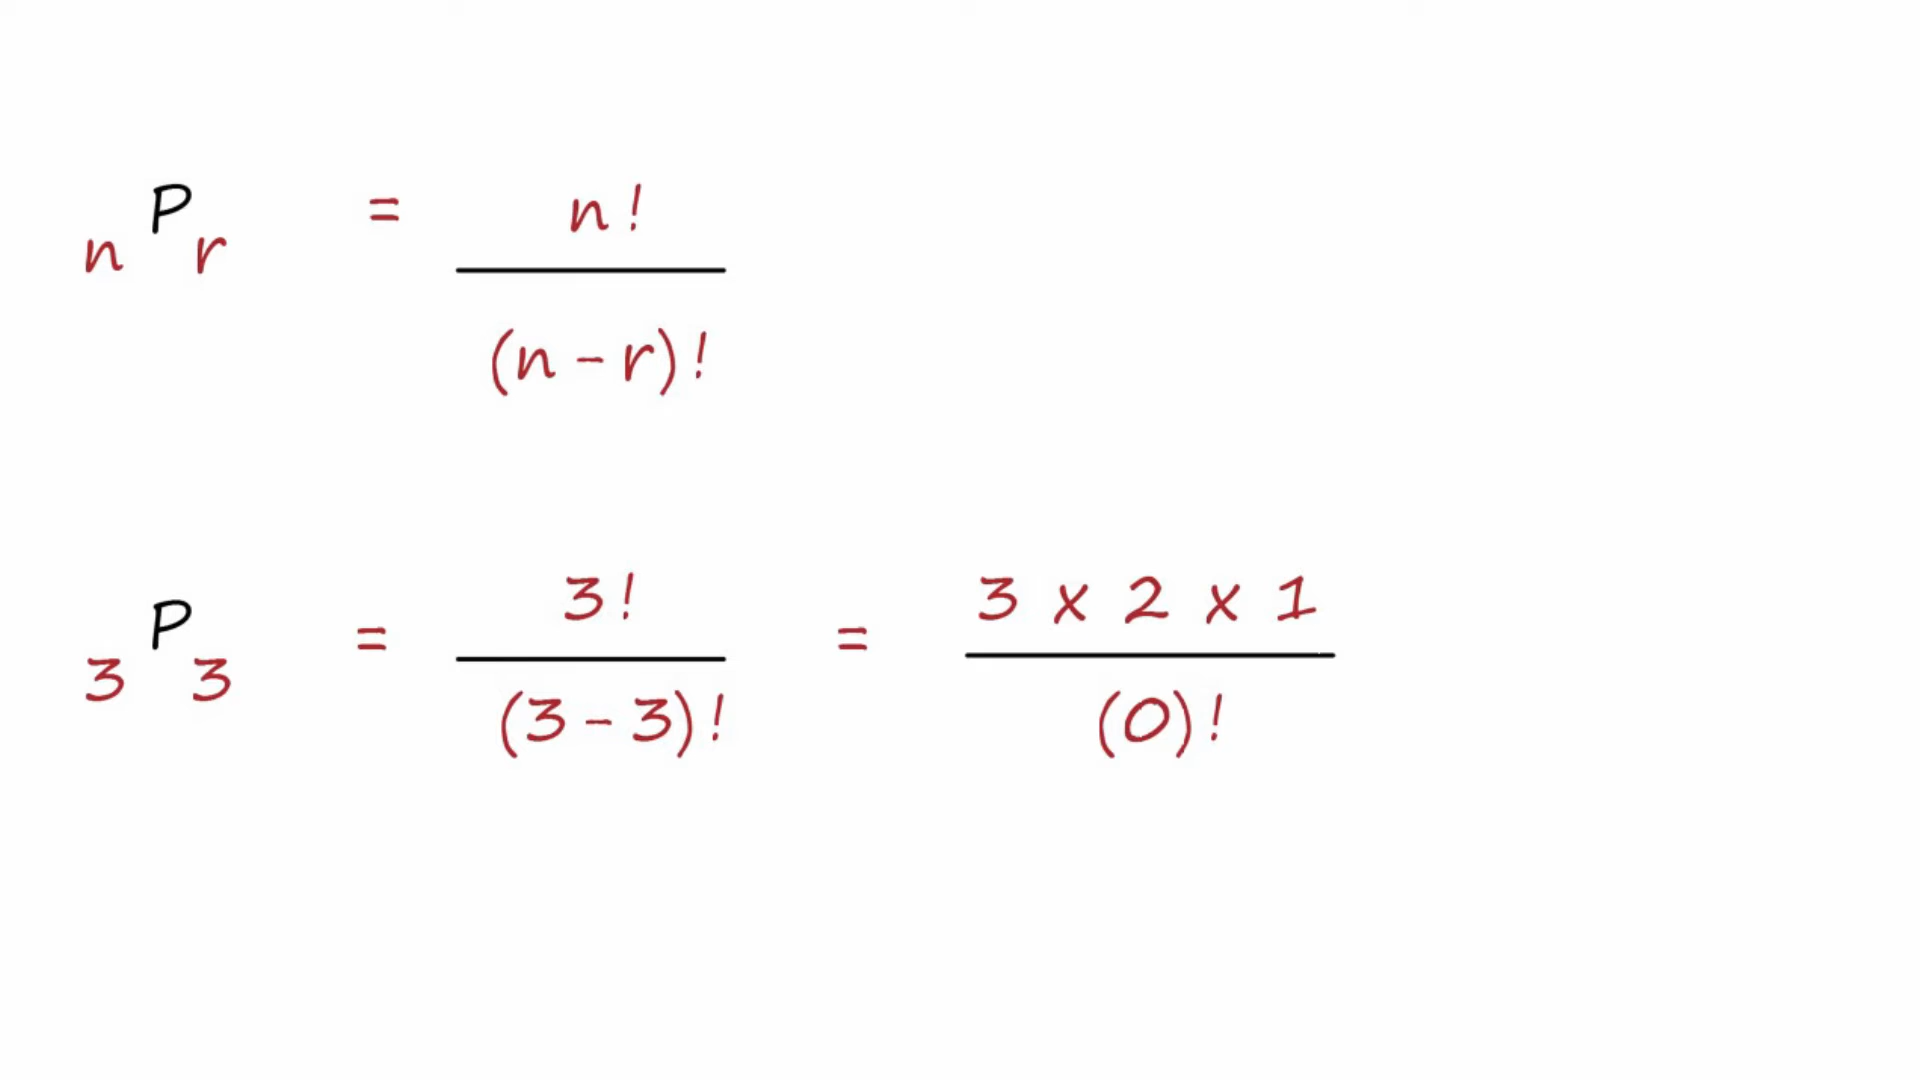 nPr = n!
(n - r)!
3P3 = 3! = 3 x 2 x 1
(3 - 3)! (0)!